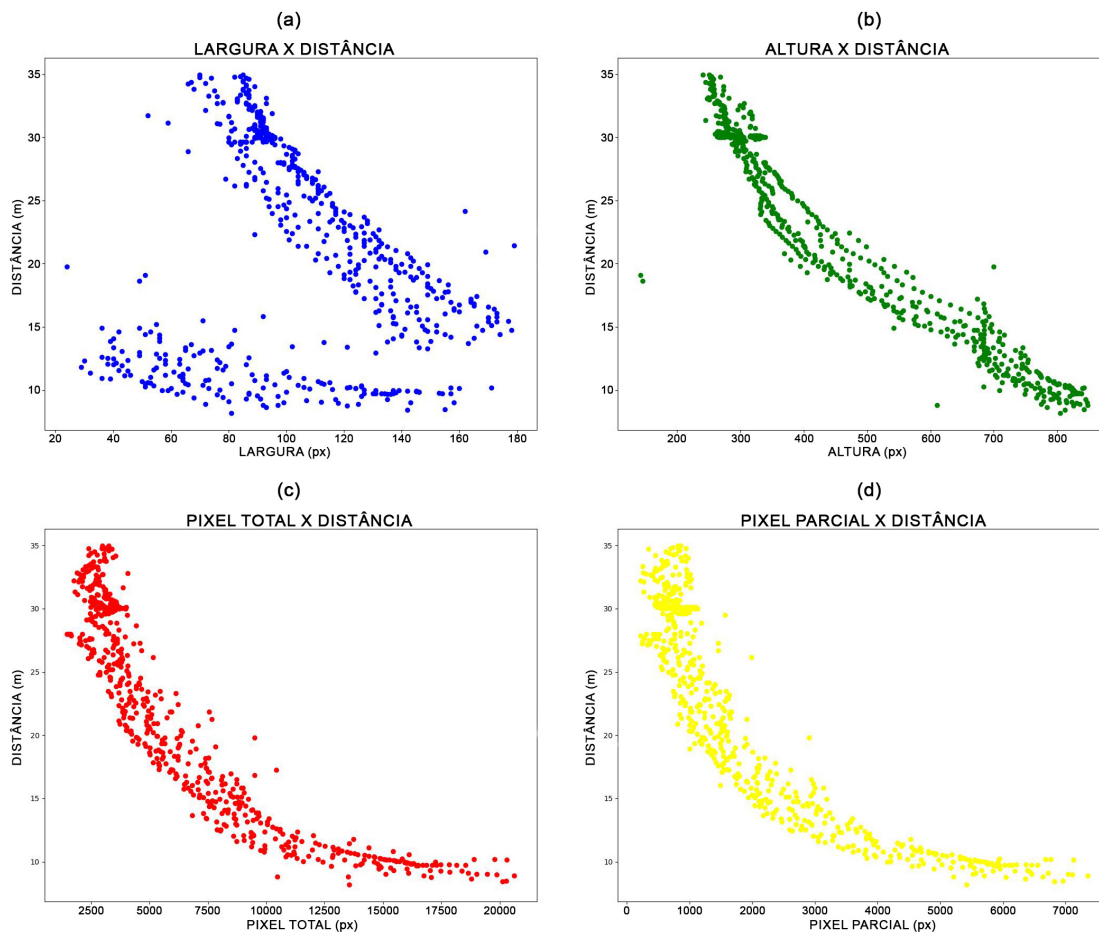 (a)
LARGURA X DISTÂNCIA
35
30
25
20
15
10
DISTÂNCIA (m)
20 40 60 80 100 120 140 160 180
LARGURA (px)
(b)
ALTURA X DISTÂNCIA
35
30
25
20
15
10
DISTÂNCIA (m)
200 300 400 500 600 700 800
ALTURA (px)
(c)
PIXEL TOTAL X DISTÂNCIA
35
30
25
20
15
10
DISTÂNCIA (m)
2500 5000 7500 10000 12500 15000 17500 20000
PIXEL TOTAL (px)
(d)
PIXEL PARCIAL X DISTÂNCIA
35
30
25
20
15
10
DISTÂNCIA (m)
0 1000 2000 3000 4000 5000 6000 7000
PIXEL PARCIAL (px)